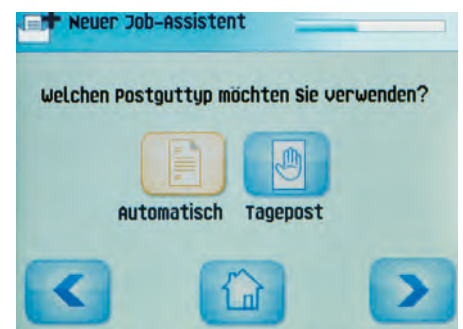 Neuer Job-Assistent
Welchen Postguttyp möchten Sie verwenden?
Automatisch Tagepost